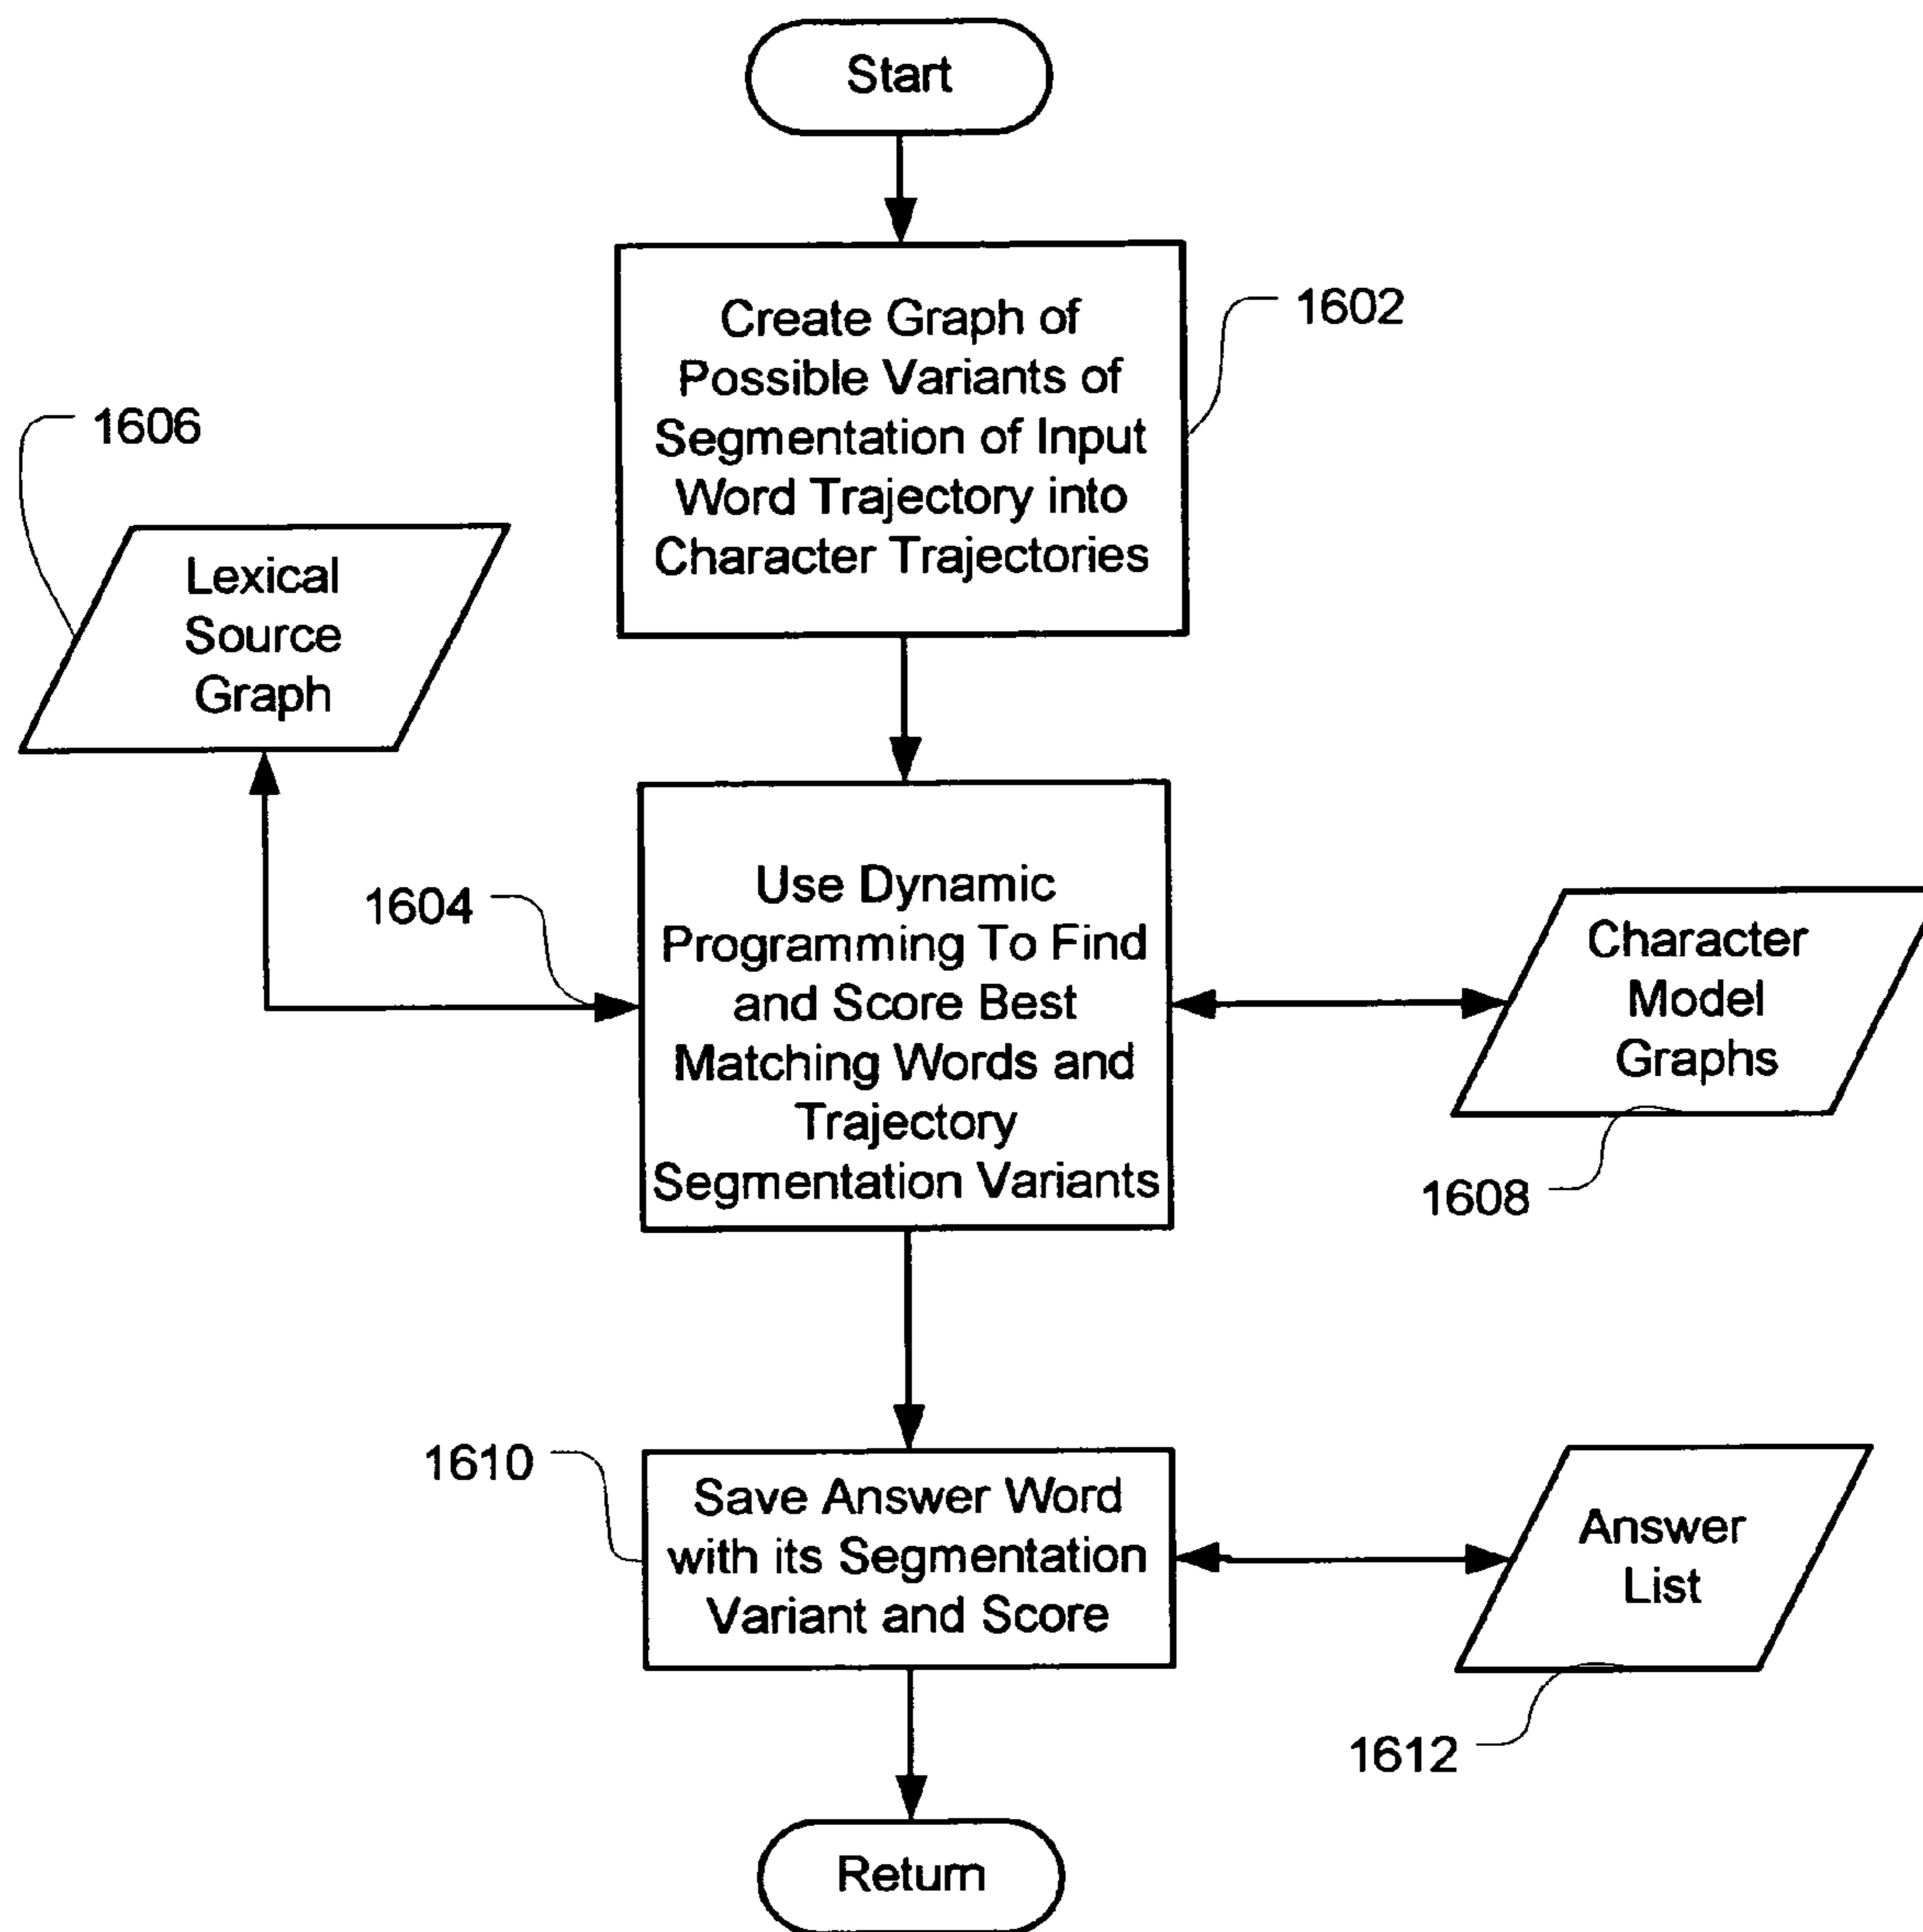 Start
Create Graph of
Possible Variants of
Segmentation of Input
Word Trajectory into
Character Trajectories
1602
1606
Lexical
Source
Graph
1604
Use Dynamic
Programming To Find
and Score Best
Matching Words and
Trajectory
Segmentation Variants
Character
Model
Graphs
1608
1610
Save Answer Word
with its Segmentation
Variant and Score
Answer
List
1612
Return